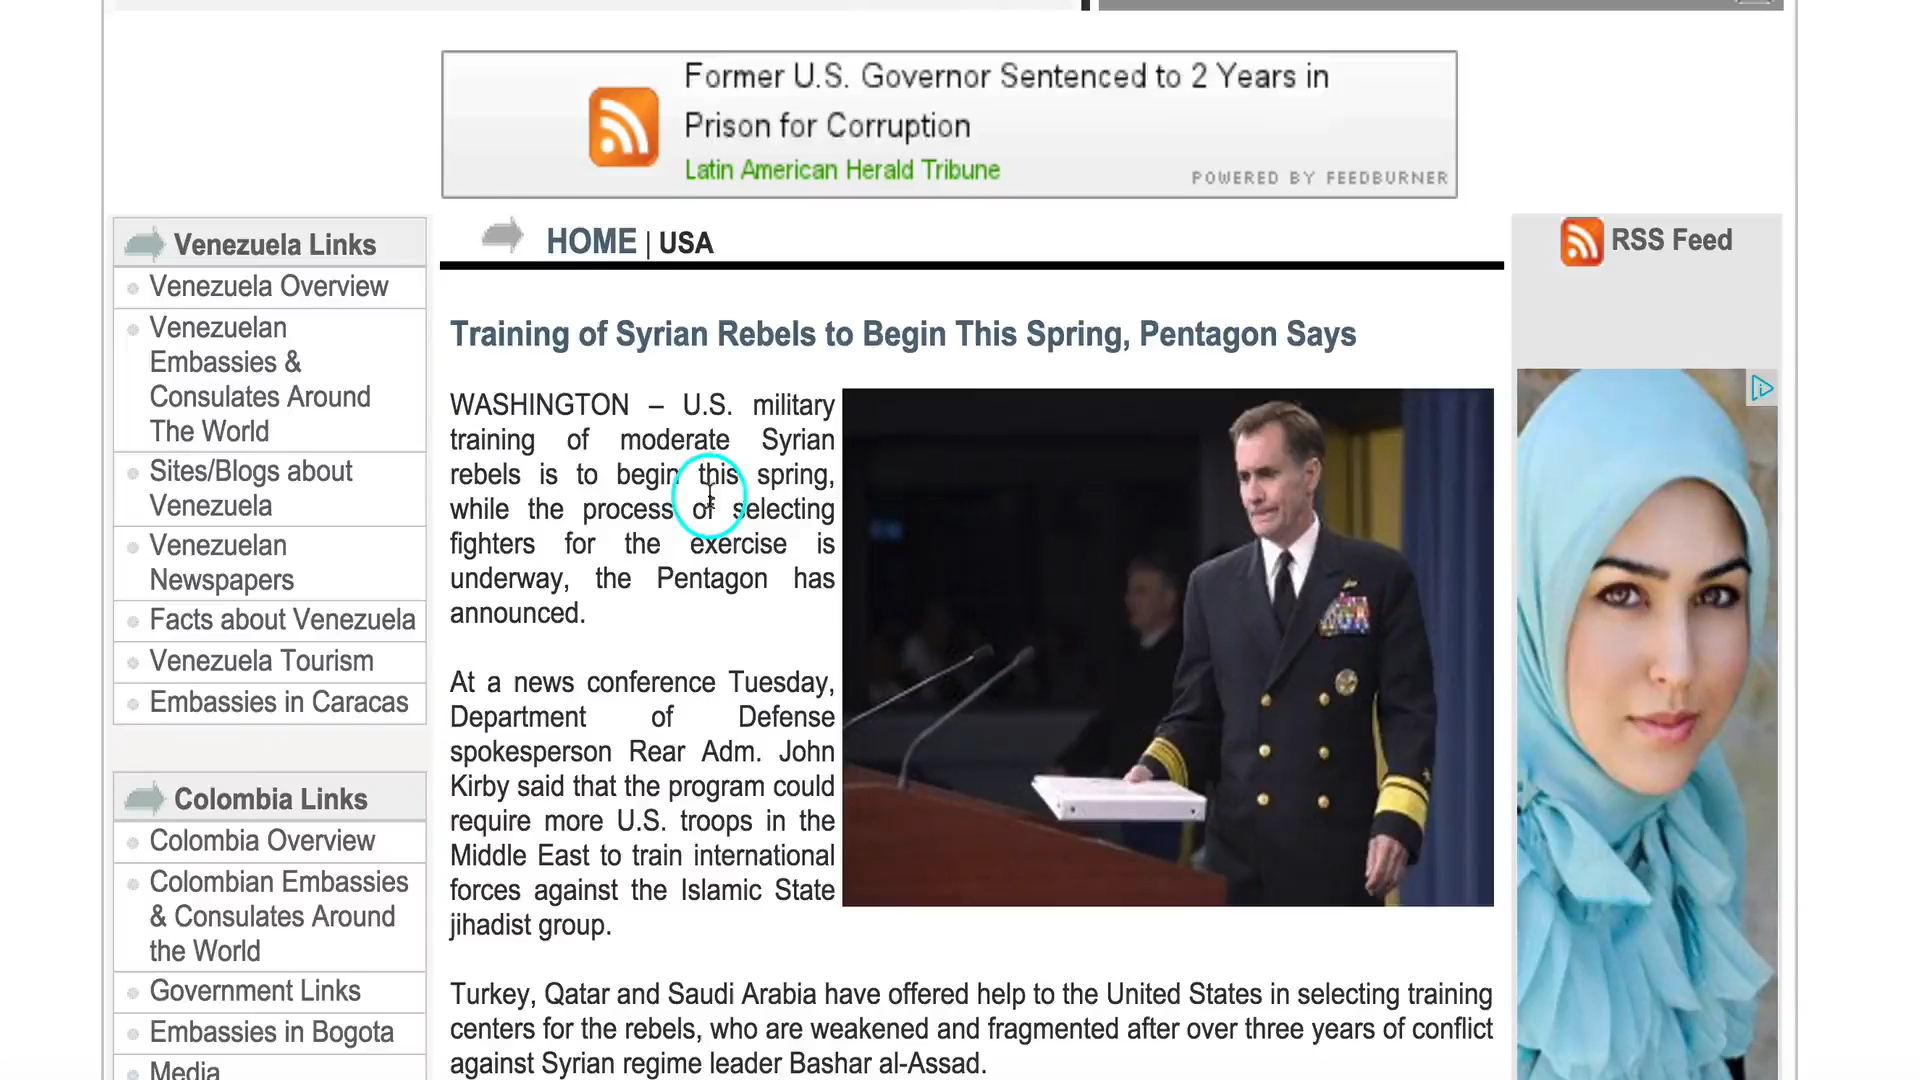 Former U.S. Governor Sentenced to 2 Years in
Prison for Corruption
Latin American Herald Tribune
POWERED BY FEEDBURNER
Venezuela Links
Venezuela Overview
Venezuelan
Embassies &
Consulates Around
The World
Sites/Blogs about
Venezuela
Venezuelan
Newspapers
Facts about Venezuela
Venezuela Tourism
Embassies in Caracas
Colombia Links
Colombia Overview
Colombian Embassies
& Consulates Around
the World
Government Links
Embassies in Bogota
Media
HOME | USA
Training of Syrian Rebels to Begin This Spring, Pentagon Says
WASHINGTON – U.S. military
training of moderate Syrian
rebels is to begin this spring,
while the process of selecting
fighters for the exercise is
underway, the Pentagon has
announced.
At a news conference Tuesday,
Department of Defense
spokesperson Rear Adm. John
Kirby said that the program could
require more U.S. troops in the
Middle East to train international
forces against the Islamic State
jihadist group.
Turkey, Qatar and Saudi Arabia have offered help to the United States in selecting training
centers for the rebels, who are weakened and fragmented after over three years of conflict
against Syrian regime leader Bashar al-Assad.
RSS Feed